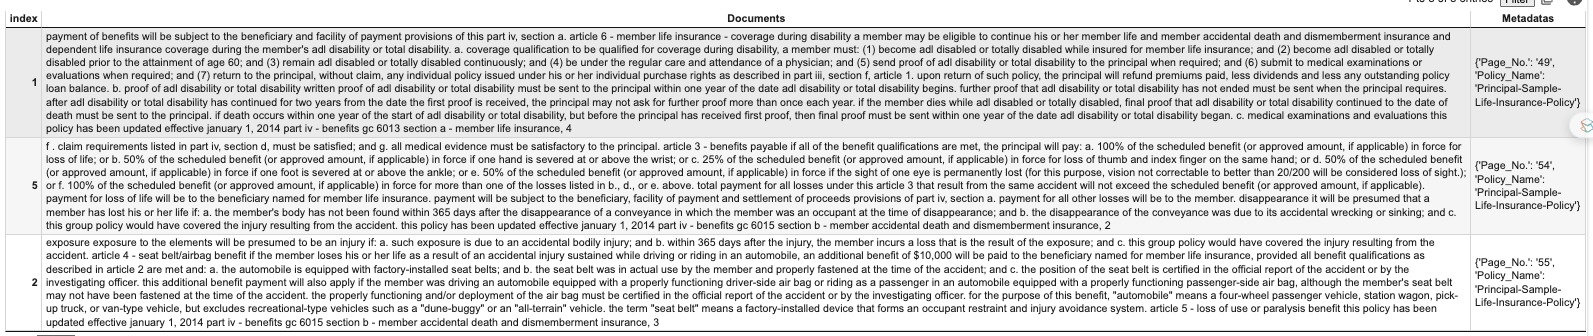 Filter
index Documents Metadatas
payment of benefits will be subject to the beneficiary and facility of payment provisions of this part iv, section a. article 6 - member life insurance - coverage during disability a member may be eligible to continue his or her member life and member accidental death and dismemberment insurance and
dependent life insurance coverage during the member's adl disability or total disability. a. coverage qualification to be qualified for coverage during disability, a member must: (1) become adl disabled or totally disabled while insured for member life insurance; and (2) become adl disabled or totally
disabled prior to the attainment of age 60; and (3) remain adl disabled or totally disabled continuously; and (4) be under the regular care and attendance of a physician; and (5) send proof of adl disability or total disability to the principal when required; and (6) submit to medical examinations or
evaluations when required; and (7) return to the principal, without claim, any individual policy issued under his or her individual purchase rights as described in part iii, section f, article 1. upon return of such policy, the principal will refund premiums paid, less dividends and less any outstanding policy
loan balance. b. proof of adl disability or total disability written proof of adl disability or total disability must be sent to the principal within one year of the date adl disability or total disability begins. further proof that adl disability or total disability has not ended must be sent when the principal requires.
after adl disability or total disability has continued for two years from the date the first proof is received, the principal may not ask for further proof more than once each year. if the member dies while adl disabled or totally disabled, final proof that adl disability or total disability continued to the date of
death must be sent to the principal. if death occurs within one year of the start of adl disability or total disability, but before the principal has received first proof, then final proof must be sent within one year of the date adl disability or total disability began. c. medical examinations and evaluations this
policy has been updated effective january 1, 2014 part iv - benefits gc 6013 section a - member life insurance, 4
1
{'Page_No.': '49',
'Policy_Name':
'Principal-Sample-
Life-Insurance-Policy'}
f . claim requirements listed in part iv, section d, must be satisfied; and g. all medical evidence must be satisfactory to the principal. article 3 - benefits payable if all of the benefit qualifications are met, the principal will pay: a. 100% of the scheduled benefit (or approved amount, if applicable) in force for
loss of life; or b. 50% of the scheduled benefit (or approved amount, if applicable) in force if one hand is severed at or above the wrist; or c. 25% of the scheduled benefit (or approved amount, if applicable) in force for loss of thumb and index finger on the same hand; or d. 50% of the scheduled benefit
(or approved amount, if applicable) in force if one foot is severed at or above the ankle; or e. 50% of the scheduled benefit (or approved amount, if applicable) in force if the sight of one eye is permanently lost (for this purpose, vision not correctable to better than 20/200 will be considered loss of sight.);
or f. 100% of the scheduled benefit (or approved amount, if applicable) in force for more than one of the losses listed in b., d., or e. above. total payment for all losses under this article 3 that result from the same accident will not exceed the scheduled benefit (or approved amount, if applicable).
payment for loss of life will be to the beneficiary named for member life insurance. payment will be subject to the beneficiary, facility of payment and settlement of proceeds provisions of part iv, section a. payment for all other losses will be to the member. disappearance it will be presumed that a
member has lost his or her life if: a. the member's body has not been found within 365 days after the disappearance of a conveyance in which the member was an occupant at the time of disappearance; and b. the disappearance of the conveyance was due to its accidental wrecking or sinking; and c.
this group policy would have covered the injury resulting from the accident. this policy has been updated effective january 1, 2014 part iv - benefits gc 6015 section b - member accidental death and dismemberment insurance, 2
5
{'Page_No.': '54',
'Policy_Name':
'Principal-Sample-
Life-Insurance-Policy'}
exposure exposure to the elements will be presumed to be an injury if: a. such exposure is due to an accidental bodily injury; and b. within 365 days after the injury, the member incurs a loss that is the result of the exposure; and c. this group policy would have covered the injury resulting from the
accident. article 4 - seat belt/airbag benefit if the member loses his or her life as a result of an accidental injury sustained while driving or riding in an automobile, an additional benefit of $10,000 will be paid to the beneficiary named for member life insurance, provided all benefit qualifications as
described in article 2 are met and: a. the automobile is equipped with factory-installed seat belts; and b. the seat belt was in actual use by the member and properly fastened at the time of the accident; and c. the position of the seat belt is certified in the official report of the accident or by the
investigating officer. this additional benefit payment will also apply if the member was driving an automobile equipped with a properly functioning driver-side air bag or riding as a passenger in an automobile equipped with a properly functioning passenger-side air bag, although the member's seat belt
may not have been fastened at the time of the accident. the properly functioning and/or deployment of the air bag must be certified in the official report of the accident or by the investigating officer. for the purpose of this benefit, "automobile" means a four-wheel passenger vehicle, station wagon, pick-
up truck, or van-type vehicle, but excludes recreational-type vehicles such as a "dune-buggy" or an "all-terrain" vehicle. the term "seat belt" means a factory-installed device that forms an occupant restraint and injury avoidance system. article 5 - loss of use or paralysis benefit this policy has been
updated effective january 1, 2014 part iv - benefits gc 6015 section b - member accidental death and dismemberment insurance, 3
2
{'Page_No.': '55',
'Policy_Name':
'Principal-Sample-
Life-Insurance-Policy'}